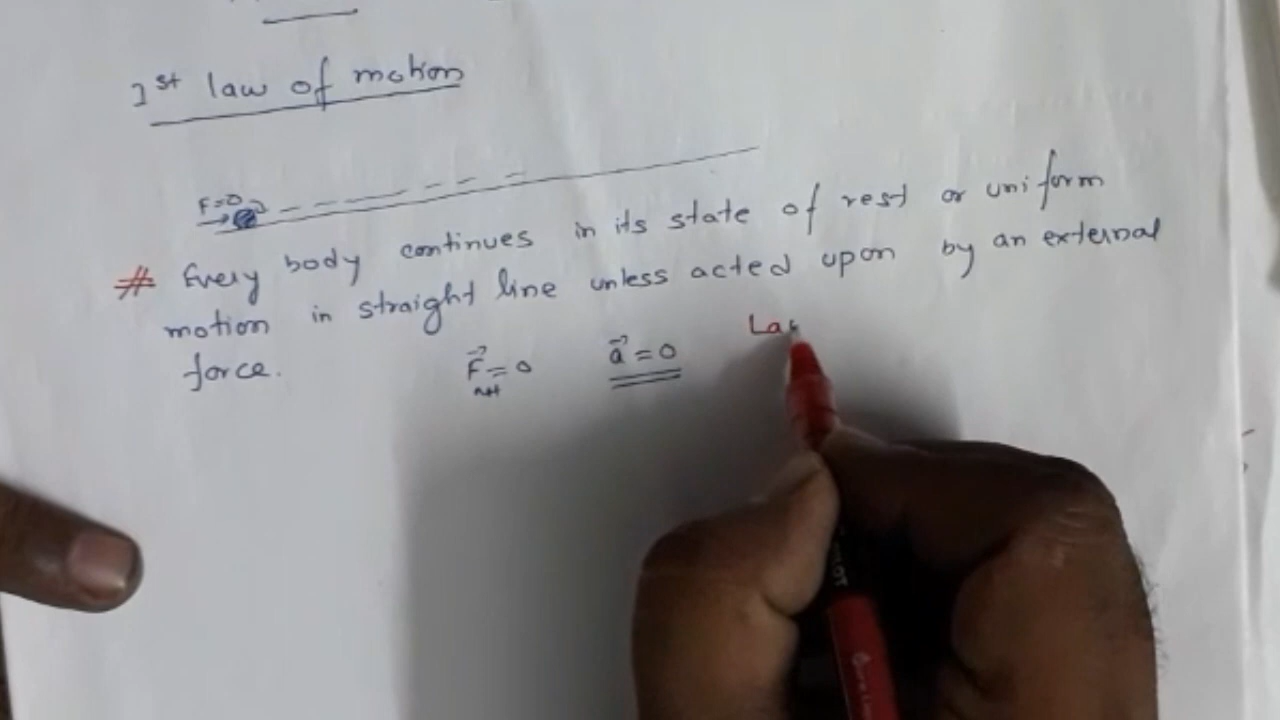 1st law of motion
F=0
# Every body continues in its state of rest or uniform
motion in straight line unless acted upon by an external
force.
F⃗net = 0 a⃗ = 0 La